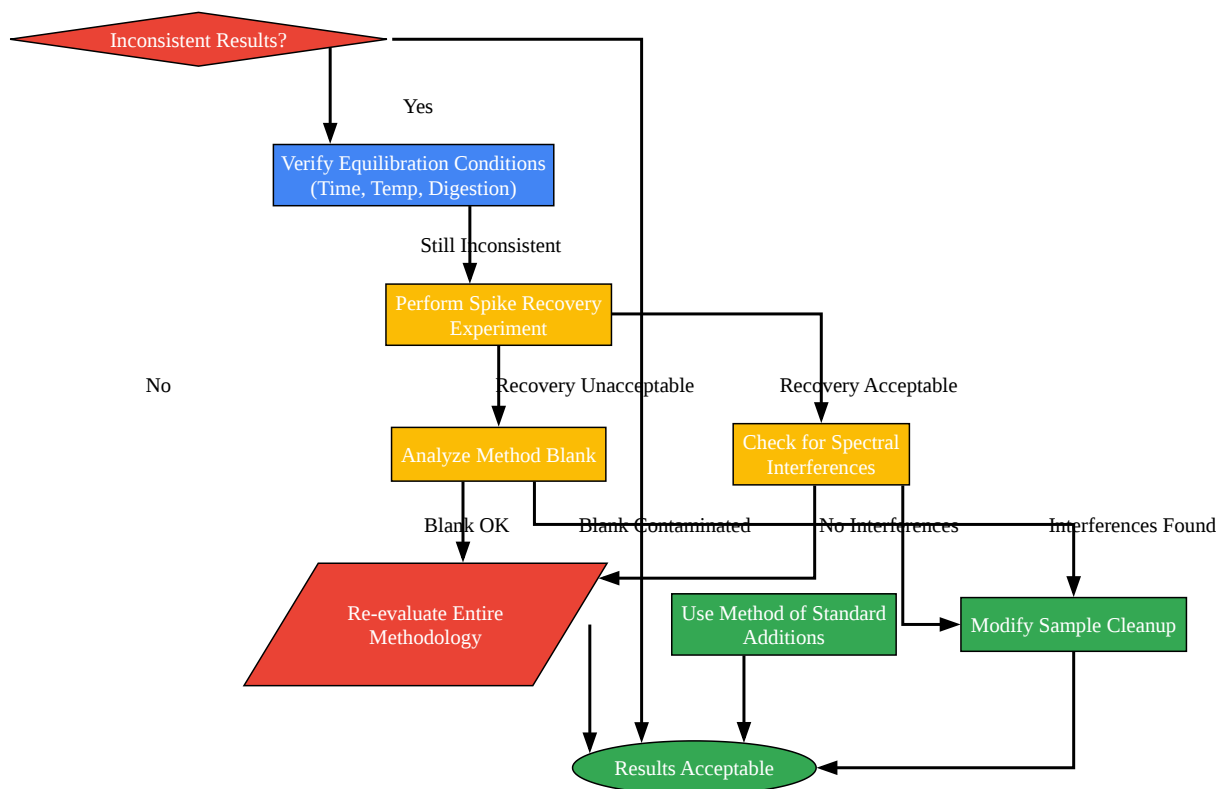 Inconsistent Results?
Yes
Verify Equilibration Conditions
(Time, Temp, Digestion)
Still Inconsistent
Perform Spike Recovery
Experiment
No
Recovery Unacceptable
Recovery Acceptable
Analyze Method Blank
Check for Spectral
Interferences
Blank OK
Blank Contaminated
No Interferences
Interferences Found
Re-evaluate Entire
Methodology
Use Method of Standard
Additions
Modify Sample Cleanup
Results Acceptable